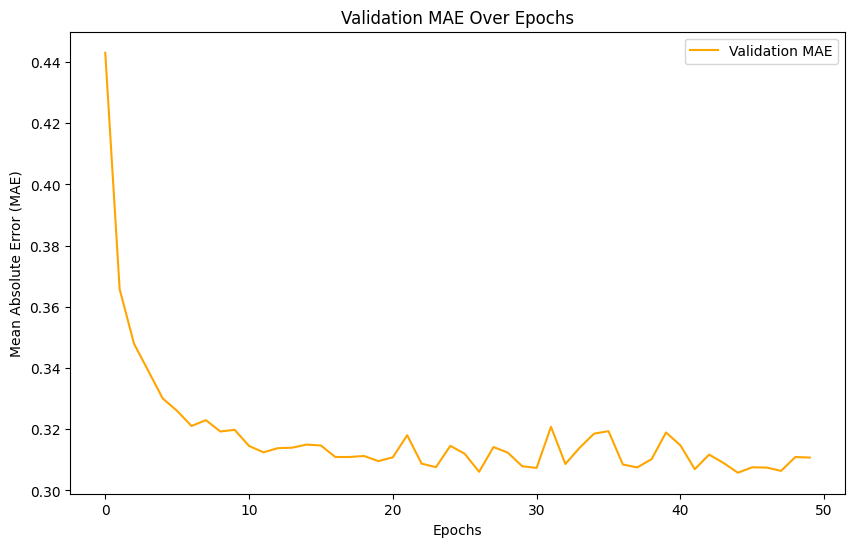 Validation MAE Over Epochs
Validation MAE
Mean Absolute Error (MAE)
0.44
0.42
0.40
0.38
0.36
0.34
0.32
0.30
0 10 20 30 40 50
Epochs